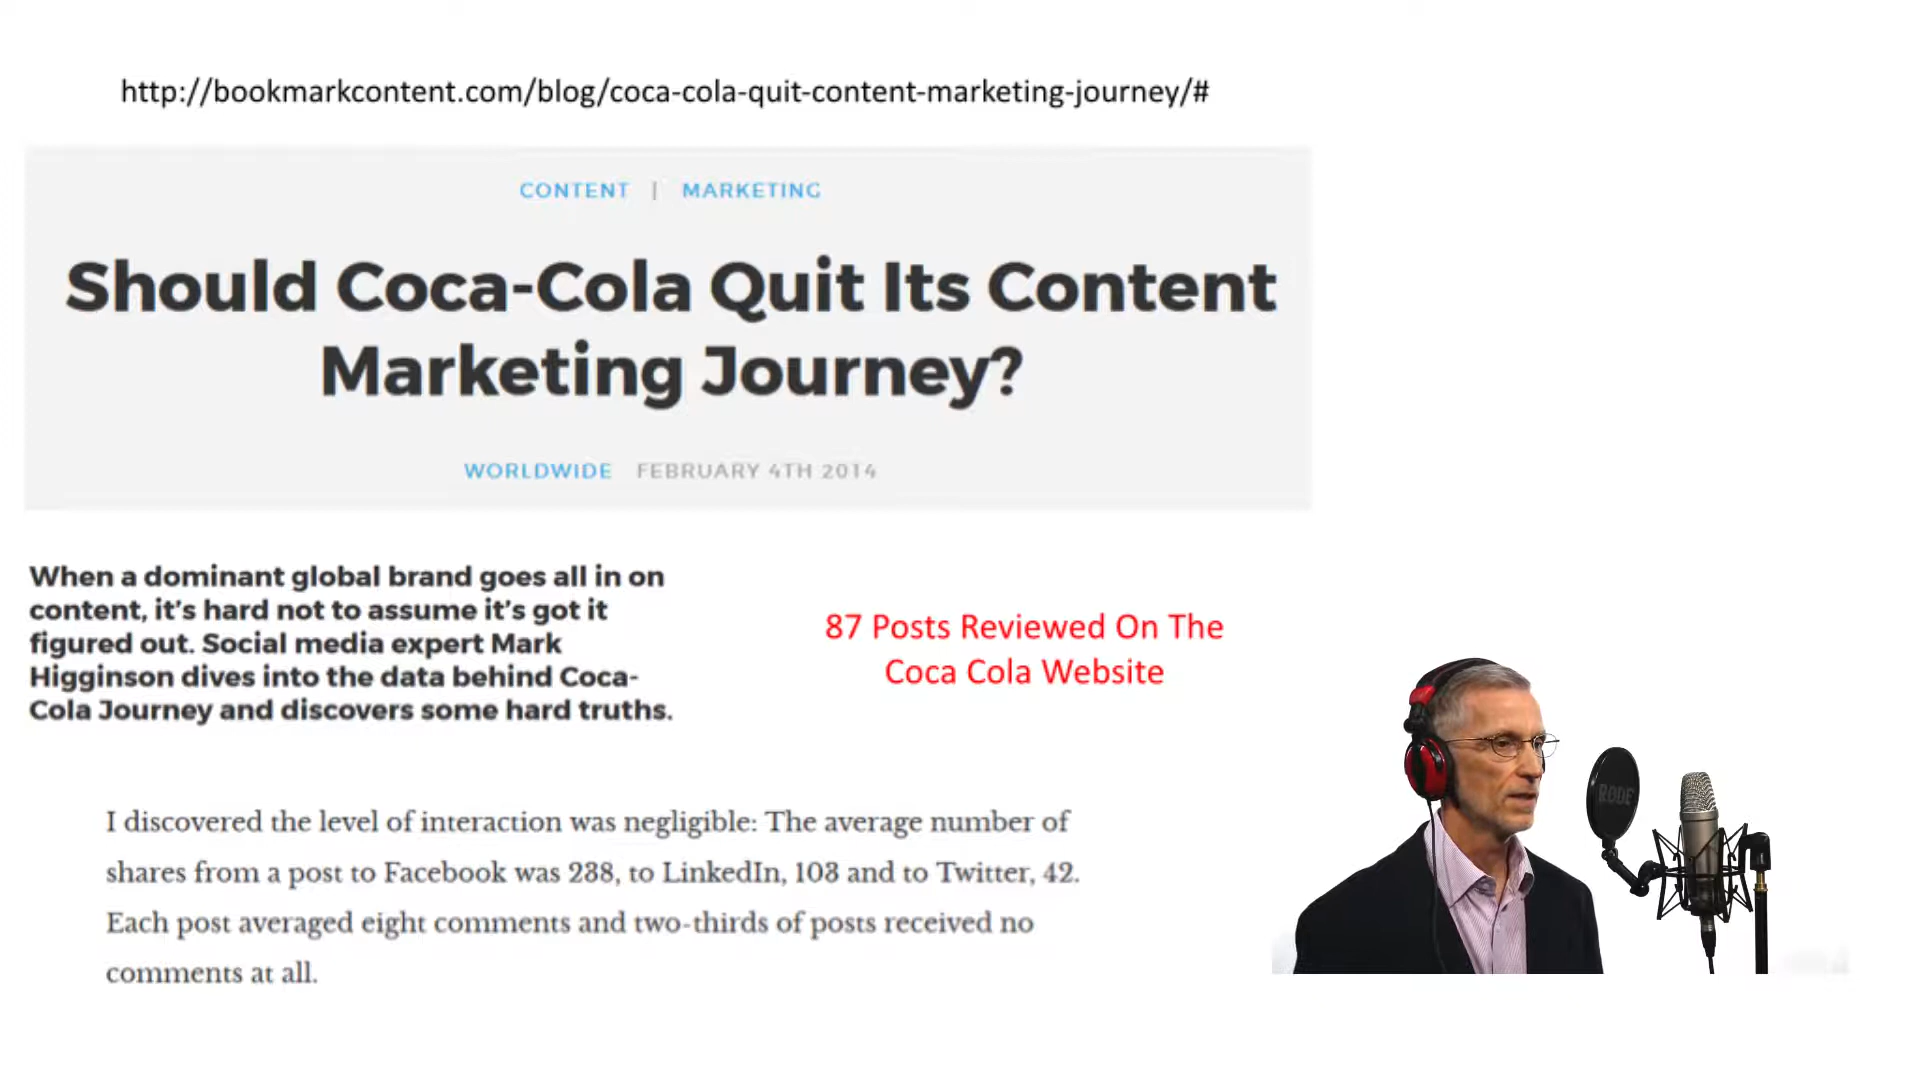 http://bookmarkcontent.com/blog/coca-cola-quit-content-marketing-journey/#
CONTENT | MARKETING
Should Coca-Cola Quit Its Content
Marketing Journey?
WORLDWIDE FEBRUARY 4TH 2014
When a dominant global brand goes all in on
content, it's hard not to assume it's got it
figured out. Social media expert Mark
Higginson dives into the data behind Coca-
Cola Journey and discovers some hard truths.
87 Posts Reviewed On The
Coca Cola Website
I discovered the level of interaction was negligible: The average number of
shares from a post to Facebook was 238, to LinkedIn, 103 and to Twitter, 42.
Each post averaged eight comments and two-thirds of posts received no
comments at all.
RODE